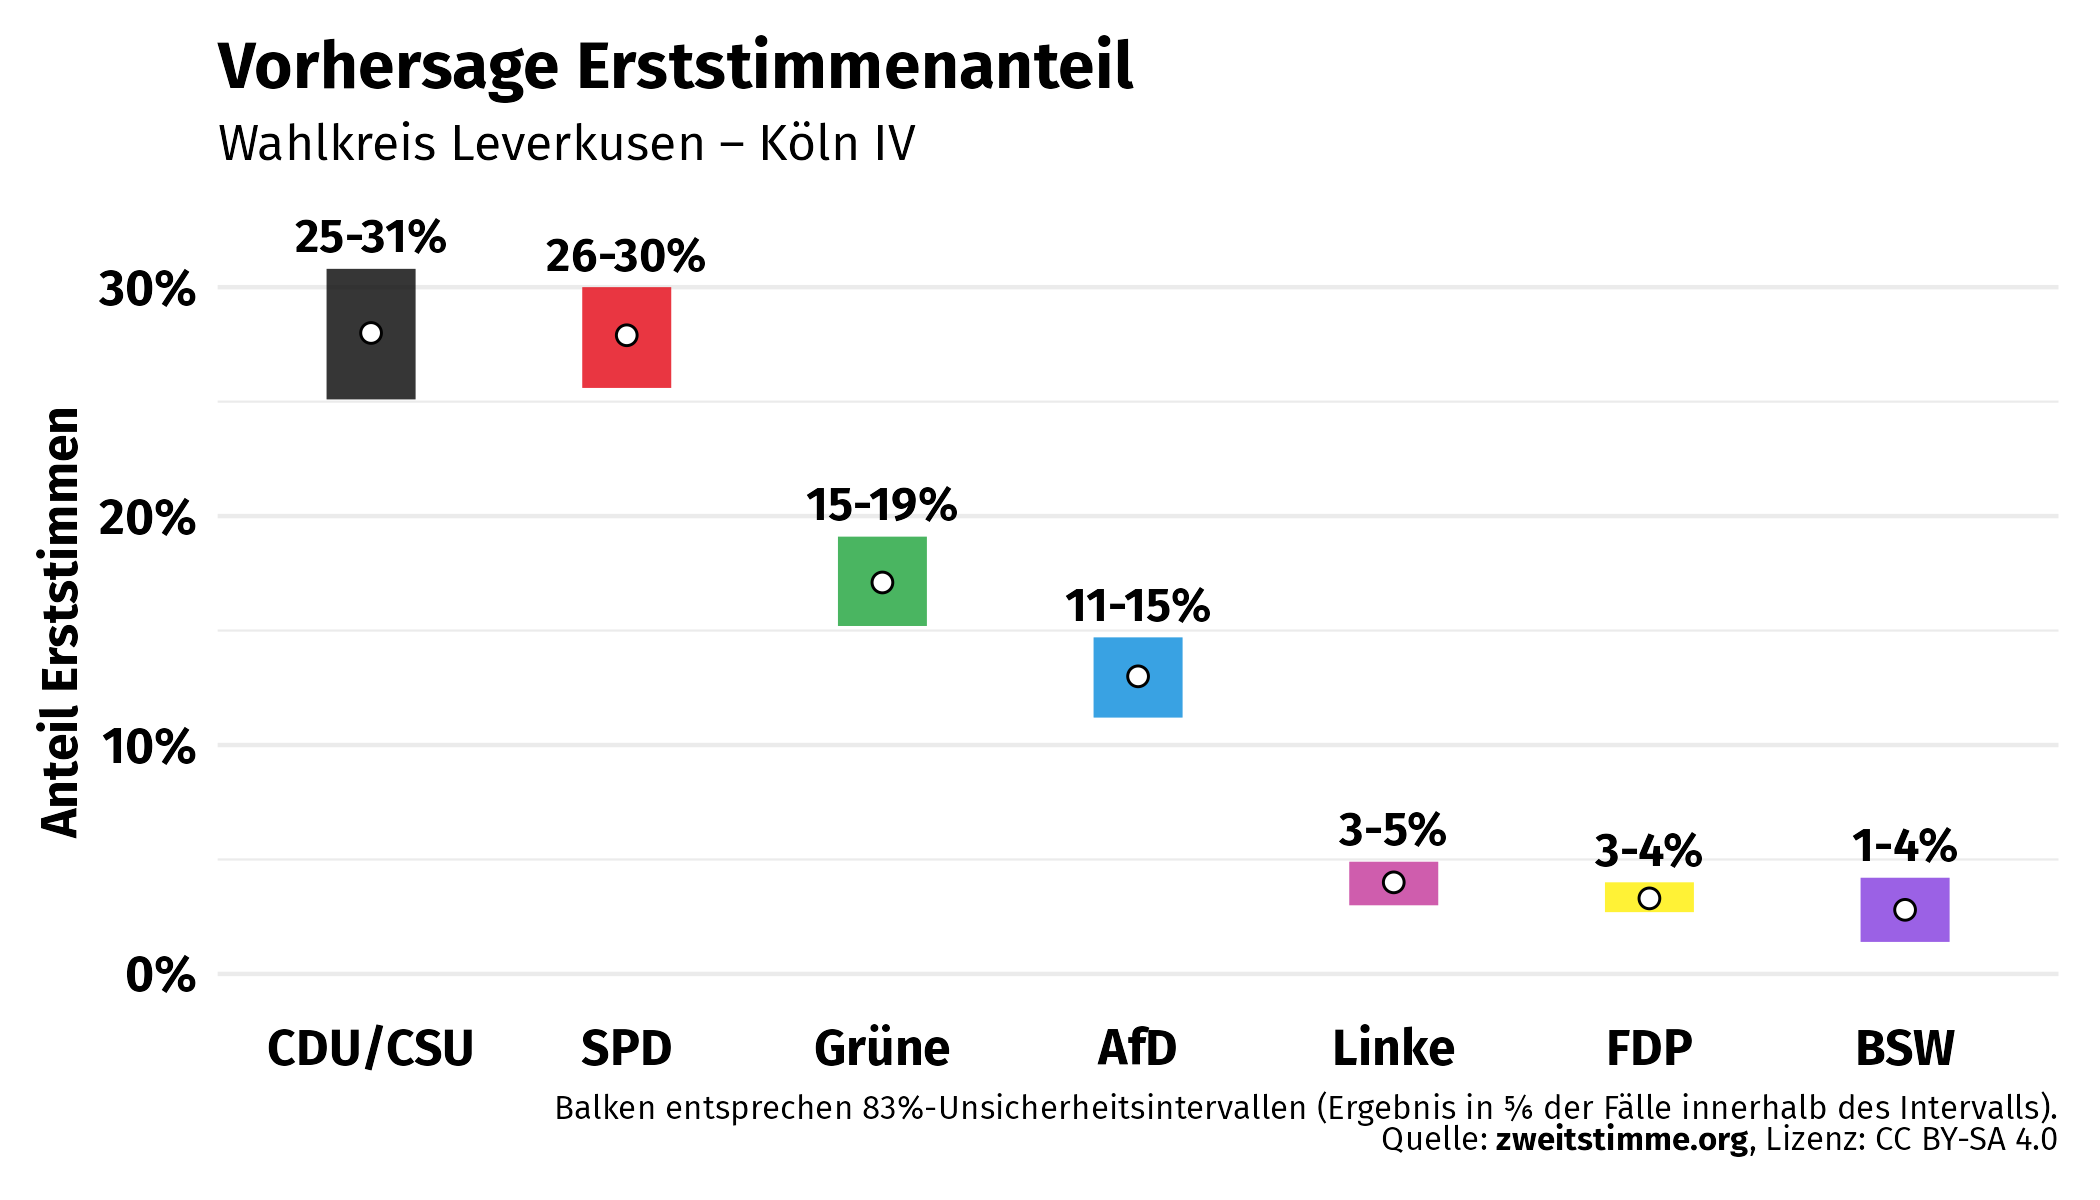 Vorhersage Erststimmenanteil
Wahlkreis Leverkusen – Köln IV
25-31%
26-30%
30%
15-19%
20%
11-15%
10%
3-5%
3-4%
1-4%
0%
Anteil Erststimmen
CDU/CSU SPD Grüne AfD Linke FDP BSW
Balken entsprechen 83%-Unsicherheitsintervallen (Ergebnis in ⅚ der Fälle innerhalb des Intervalls).
Quelle: zweitstimme.org, Lizenz: CC BY-SA 4.0